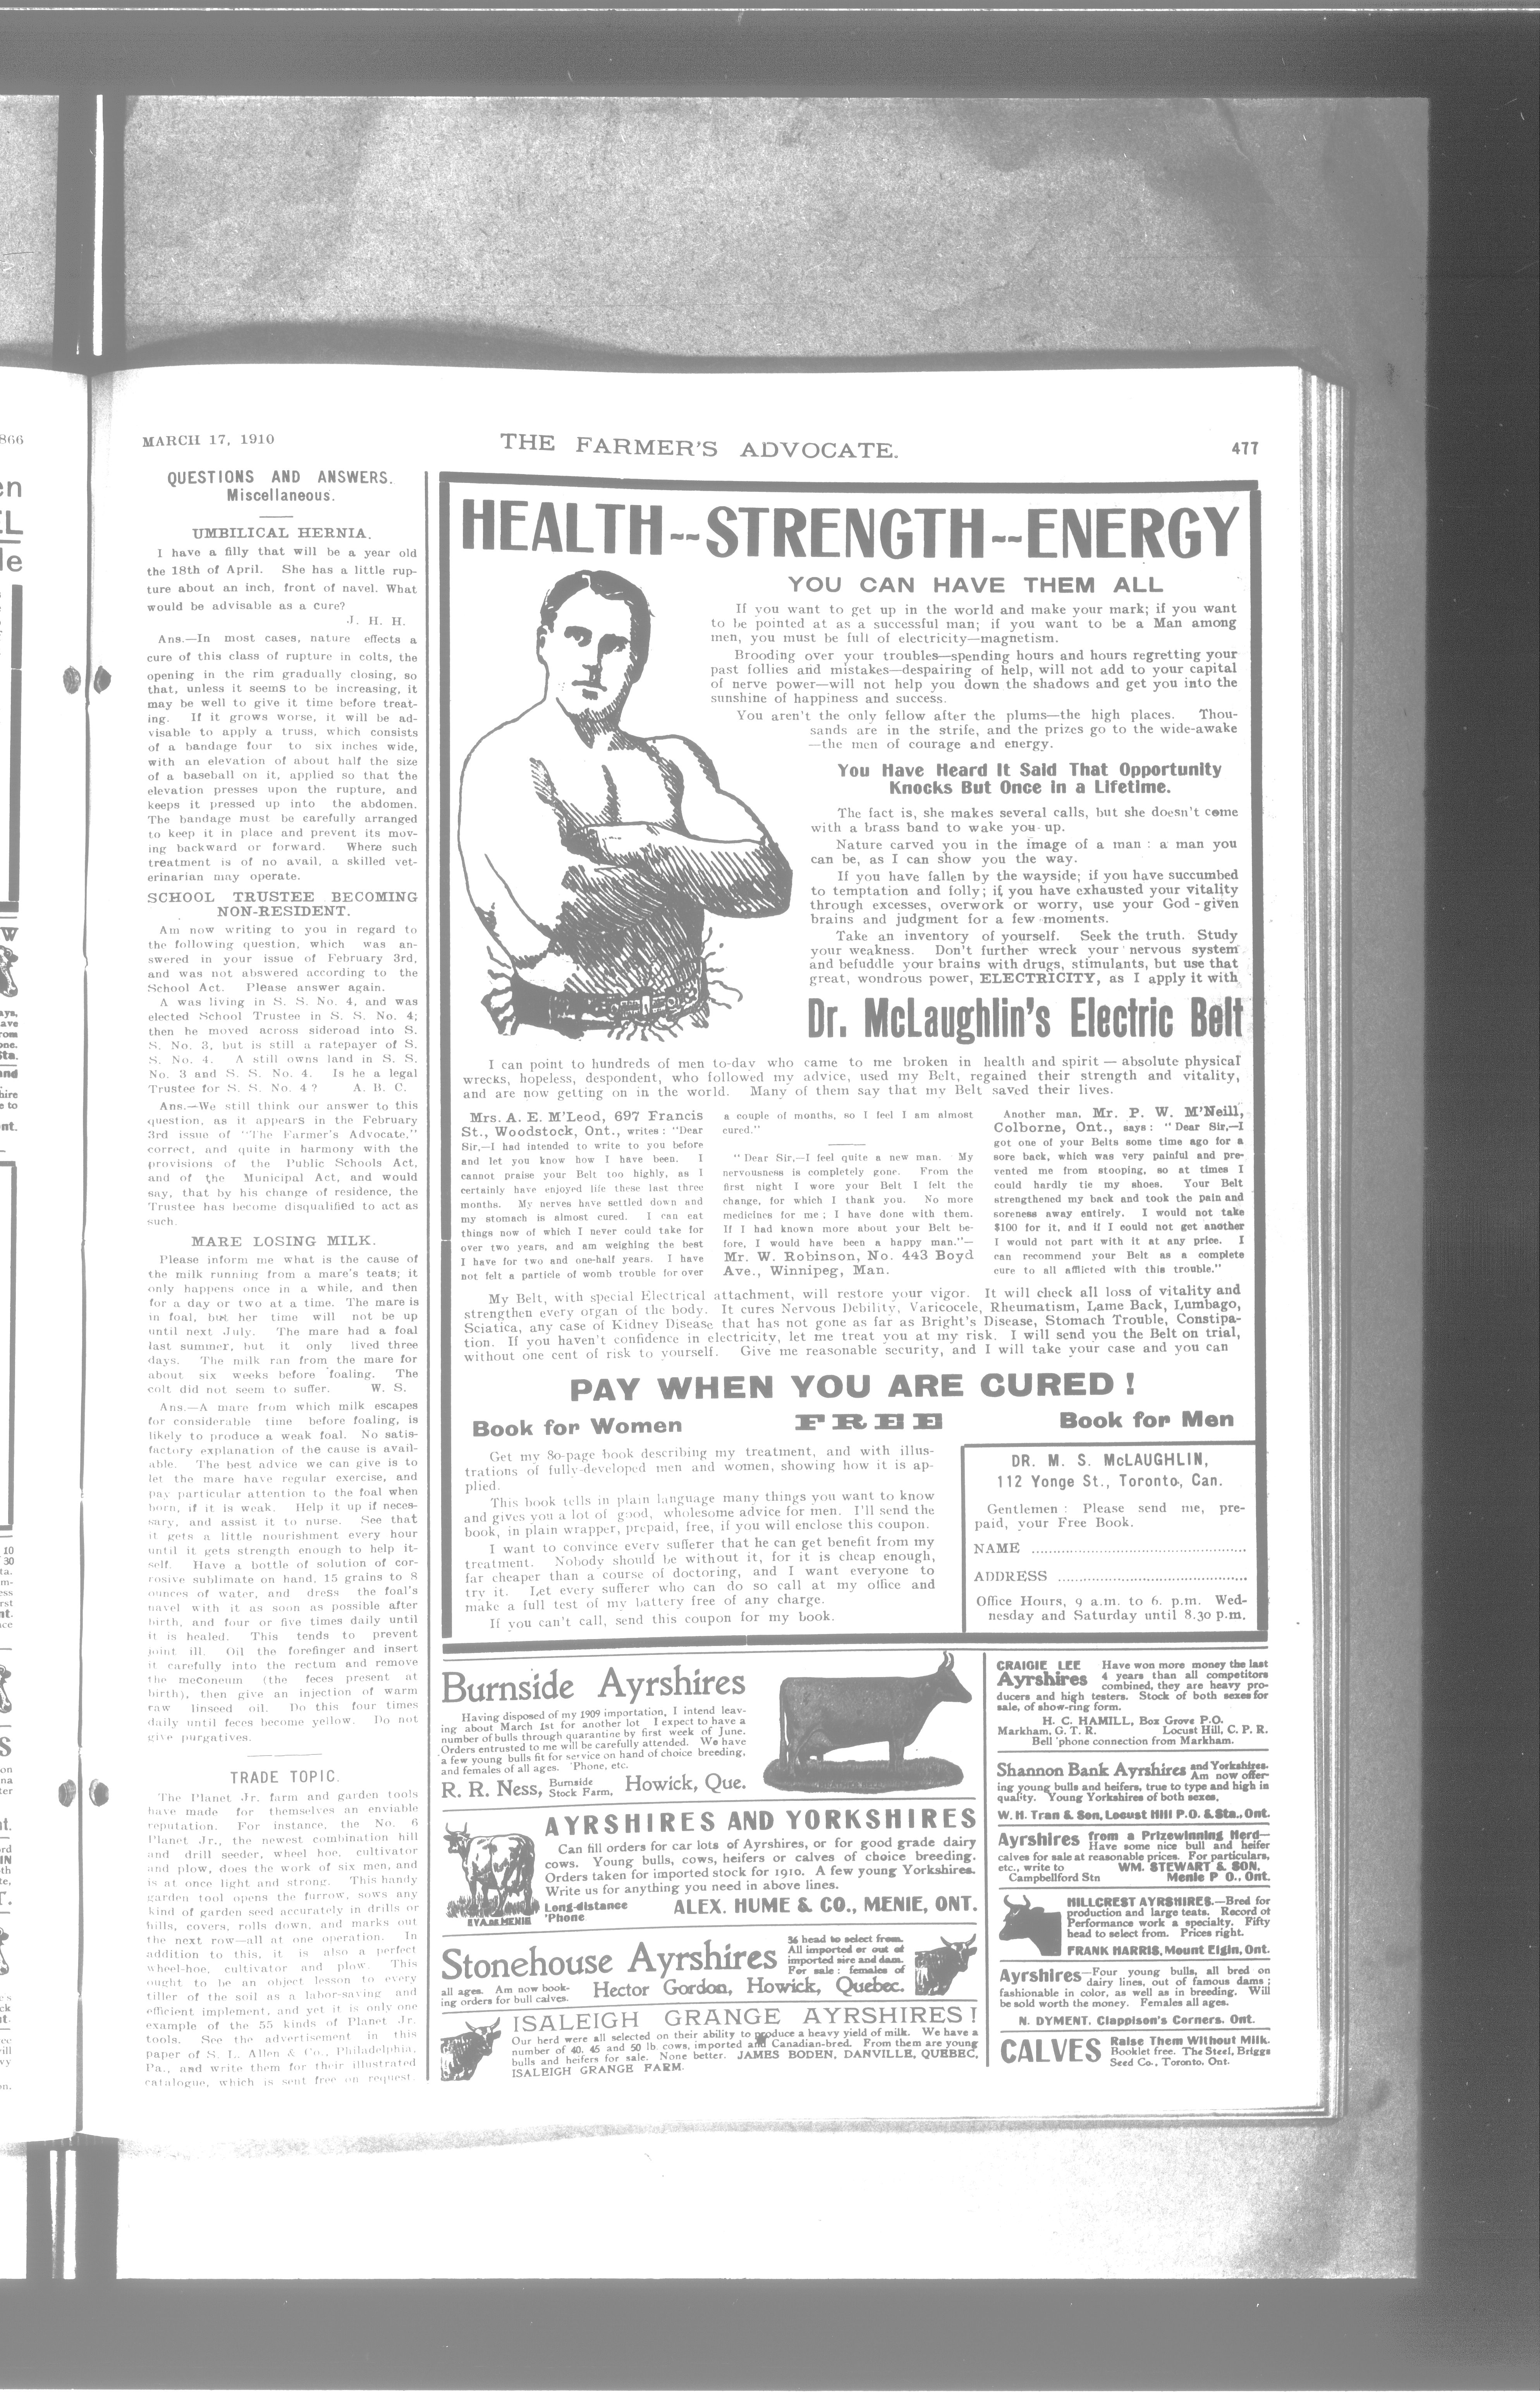 MARCH 17, 1910
THE FARMER'S ADVOCATE.
477
QUESTIONS AND ANSWERS.
Miscellaneous.
UMBILICAL HERNIA.
I have a filly that will be a year old
the 18th of April. She has a little rup-
ture about an inch, front of navel. What
would be advisable as a cure?
J. H. H.
Ans.—In most cases, nature effects a
cure of this class of rupture in colts, the
opening in the rim gradually closing, so
that, unless it seems to be increasing, it
may be well to give it time before treat-
ing. If it grows worse, it will be ad-
visable to apply a truss, which consists
of a bandage four to six inches wide,
with an elevation of about half the size
of a baseball on it, applied so that the
elevation presses upon the rupture, and
keeps it pressed up into the abdomen.
The bandage must be carefully arranged
to keep it in place and prevent its mov-
ing backward or forward. Where such
treatment is of no avail, a skilled vet-
erinarian may operate.
SCHOOL TRUSTEE BECOMING
NON-RESIDENT.
Am now writing to you in regard to
the following question, which was an-
swered in your issue of February 3rd,
and was not abswered according to the
School Act. Please answer again.
A was living in S. S. No. 4, and was
elected School Trustee in S. S. No. 4;
then he moved across sideroad into S.
S. No. 3, but is still a ratepayer of S.
S. No. 4. A still owns land in S. S.
No. 3 and S. S. No. 4. Is he a legal
Trustee for S. S. No. 4 ? A. B. C.
Ans.—We still think our answer to this
question, as it appears in the February
3rd issue of "The Farmer's Advocate,"
correct, and quite in harmony with the
provisions of the Public Schools Act,
and of the Municipal Act, and would
say, that by his change of residence, the
Trustee has become disqualified to act as
such.
MARE LOSING MILK.
Please inform me what is the cause of
the milk running from a mare's teats; it
only happens once in a while, and then
for a day or two at a time. The mare is
in foal, but her time will not be up
until next July. The mare had a foal
last summer, but it only lived three
days. The milk ran from the mare for
about six weeks before foaling. The
colt did not seem to suffer. W. S.
Ans.—A mare from which milk escapes
for considerable time before foaling, is
likely to produce a weak foal. No satis-
factory explanation of the cause is avail-
able. The best advice we can give is to
let the mare have regular exercise, and
pay particular attention to the foal when
born, if it is weak. Help it up if neces-
sary, and assist it to nurse. See that
it gets a little nourishment every hour
until it gets strength enough to help it-
self. Have a bottle of solution of cor-
rosive sublimate on hand, 15 grains to 8
ounces of water, and dress the foal's
navel with it as soon as possible after
birth, and four or five times daily until
it is healed. This tends to prevent
joint ill. Oil the forefinger and insert
it carefully into the rectum and remove
the meconeum (the feces present at
birth), then give an injection of warm
raw linseed oil. Do this four times
daily until feces become yellow. Do not
give purgatives.
TRADE TOPIC.
The Planet Jr. farm and garden tools
have made for themselves an enviable
reputation. For instance, the No. 6
Planet Jr., the newest combination hill
and drill seeder, wheel hoe, cultivator
and plow, does the work of six men, and
is at once light and strong. This handy
garden tool opens the furrow, sows any
kind of garden seed accurately in drills or
hills, covers, rolls down, and marks out
the next row—all at one operation. In
addition to this, it is also a perfect
wheel-hoe, cultivator and plow. This
ought to be an object lesson to every
tiller of the soil as a labor-saving and
efficient implement, and yet it is only one
example of the 55 kinds of Planet Jr.
tools. See the advertisement in this
paper of S. L. Allen & Co., Philadelphia,
Pa., and write them for their illustrated
catalogue, which is sent free on request.
HEALTH--STRENGTH--ENERGY
YOU CAN HAVE THEM ALL
If you want to get up in the world and make your mark; if you want
to be pointed at as a successful man; if you want to be a Man among
men, you must be full of electricity—magnetism.
Brooding over your troubles—spending hours and hours regretting your
past follies and mistakes—despairing of help, will not add to your capital
of nerve power—will not help you down the shadows and get you into the
sunshine of happiness and success.
You aren't the only fellow after the plums—the high places. Thou-
sands are in the strife, and the prizes go to the wide-awake
—the men of courage and energy.
You Have Heard It Said That Opportunity
Knocks But Once in a Lifetime.
The fact is, she makes several calls, but she doesn't come
with a brass band to wake you up.
Nature carved you in the image of a man : a man you
can be, as I can show you the way.
If you have fallen by the wayside; if you have succumbed
to temptation and folly; if you have exhausted your vitality
through excesses, overwork or worry, use your God-given
brains and judgment for a few moments.
Take an inventory of yourself. Seek the truth. Study
your weakness. Don't further wreck your nervous system
and befuddle your brains with drugs, stimulants, but use that
great, wondrous power, ELECTRICITY, as I apply it with
Dr. McLaughlin's Electric Belt
I can point to hundreds of men to-day who came to me broken in health and spirit — absolute physical
wrecks, hopeless, despondent, who followed my advice, used my Belt, regained their strength and vitality,
and are now getting on in the world. Many of them say that my Belt saved their lives.
Mrs. A. E. M'Leod, 697 Francis
St., Woodstock, Ont., writes : "Dear
Sir,—I had intended to write to you before
and let you know how I have been. I
cannot praise your Belt too highly, as I
certainly have enjoyed life these last three
months. My nerves have settled down and
my stomach is almost cured. I can eat
things now of which I never could take for
over two years, and am weighing the best
I have for two and one-half years. I have
not felt a particle of womb trouble for over
a couple of months, so I feel I am almost
cured."
"Dear Sir,—I feel quite a new man. My
nervousness is completely gone. From the
first night I wore your Belt I felt the
change, for which I thank you. No more
medicines for me ; I have done with them.
If I had known more about your Belt be-
fore, I would have been a happy man."—
Mr. W. Robinson, No. 443 Boyd
Ave., Winnipeg, Man.
Another man, Mr. P. W. M'Neill,
Colborne, Ont., says : "Dear Sir,—I
got one of your Belts some time ago for a
sore back, which was very painful and pre-
vented me from stooping, so at times I
could hardly tie my shoes. Your Belt
strengthened my back and took the pain and
soreness away entirely. I would not take
$100 for it, and if I could not get another
I would not part with it at any price. I
can recommend your Belt as a complete
cure to all afflicted with this trouble."
My Belt, with special Electrical attachment, will restore your vigor. It will check all loss of vitality and
strengthen every organ of the body. It cures Nervous Debility, Varicocele, Rheumatism, Lame Back, Lumbago,
Sciatica, any case of Kidney Disease that has not gone as far as Bright's Disease, Stomach Trouble, Constipa-
tion. If you haven't confidence in electricity, let me treat you at my risk. I will send you the Belt on trial,
without one cent of risk to yourself. Give me reasonable security, and I will take your case and you can
PAY WHEN YOU ARE CURED !
Book for Women FREE Book for Men
Get my 80-page book describing my treatment, and with illus-
trations of fully-developed men and women, showing how it is ap-
plied.
This book tells in plain language many things you want to know
and gives you a lot of good, wholesome advice for men. I'll send the
book, in plain wrapper, prepaid, free, if you will enclose this coupon.
I want to convince every sufferer that he can get benefit from my
treatment. Nobody should be without it, for it is cheap enough,
far cheaper than a course of doctoring, and I want everyone to
try it. Let every sufferer who can do so call at my office and
make a full test of my battery free of any charge.
If you can't call, send this coupon for my book.
DR. M. S. McLAUGHLIN,
112 Yonge St., Toronto, Can.
Gentlemen : Please send me, pre-
paid, your Free Book.
NAME
ADDRESS
Office Hours, 9 a.m. to 6. p.m. Wed-
nesday and Saturday until 8.30 p.m.
Burnside Ayrshires
Having disposed of my 1909 importation, I intend leav-
ing about March 1st for another lot I expect to have a
number of bulls through quarantine by first week of June.
Orders entrusted to me will be carefully attended. We have
a few young bulls fit for service on hand of choice breeding,
and females of all ages. 'Phone, etc.
R. R. Ness, Burnside Stock Farm, Howick, Que.
AYRSHIRES AND YORKSHIRES
Can fill orders for car lots of Ayrshires, or for good grade dairy
cows. Young bulls, cows, heifers or calves of choice breeding.
Orders taken for imported stock for 1910. A few young Yorkshires.
Write us for anything you need in above lines.
Long-distance 'Phone
ALEX. HUME & CO., MENIE, ONT.
Stonehouse Ayrshires
36 head to select from.
All imported or out of
imported sire and dam.
For sale : females of
all ages. Am now book-
ing orders for bull calves.
Hector Gordon, Howick, Quebec.
ISALEIGH GRANGE AYRSHIRES !
Our herd were all selected on their ability to produce a heavy yield of milk. We have a
number of 40, 45 and 50 lb. cows, imported and Canadian-bred. From them are young
bulls and heifers for sale. None better. JAMES BODEN, DANVILLE, QUEBEC,
ISALEIGH GRANGE FARM.
CRAIGIE LEE Ayrshires
Have won more money the last
4 years than all competitors
combined, they are heavy pro-
ducers and high testers. Stock of both sexes for
sale, of show-ring form.
H. C. HAMILL, Box Grove P.O.
Markham, G. T. R. Locust Hill, C. P. R.
Bell 'phone connection from Markham.
Shannon Bank Ayrshires and Yorkshires.
Am now offer-
ing young bulls and heifers, true to type and high in
quality. Young Yorkshires of both sexes,
W. H. Tran & Son, Locust Hill P.O. & Sta., Ont.
Ayrshires from a Prizewinning Herd—
Have some nice bull and heifer
calves for sale at reasonable prices. For particulars,
etc., write to WM. STEWART & SON,
Campbellford Stn Menie P O., Ont.
HILLCREST AYRSHIRES.—Bred for
production and large teats. Record of
Performance work a specialty. Fifty
head to select from. Prices right.
FRANK HARRIS, Mount Elgin, Ont.
Ayrshires—Four young bulls, all bred on
dairy lines, out of famous dams ;
fashionable in color, as well as in breeding. Will
be sold worth the money. Females all ages.
N. DYMENT, Clappison's Corners, Ont.
CALVES Raise Them Without Milk.
Booklet free. The Steel, Briggs
Seed Co., Toronto, Ont.